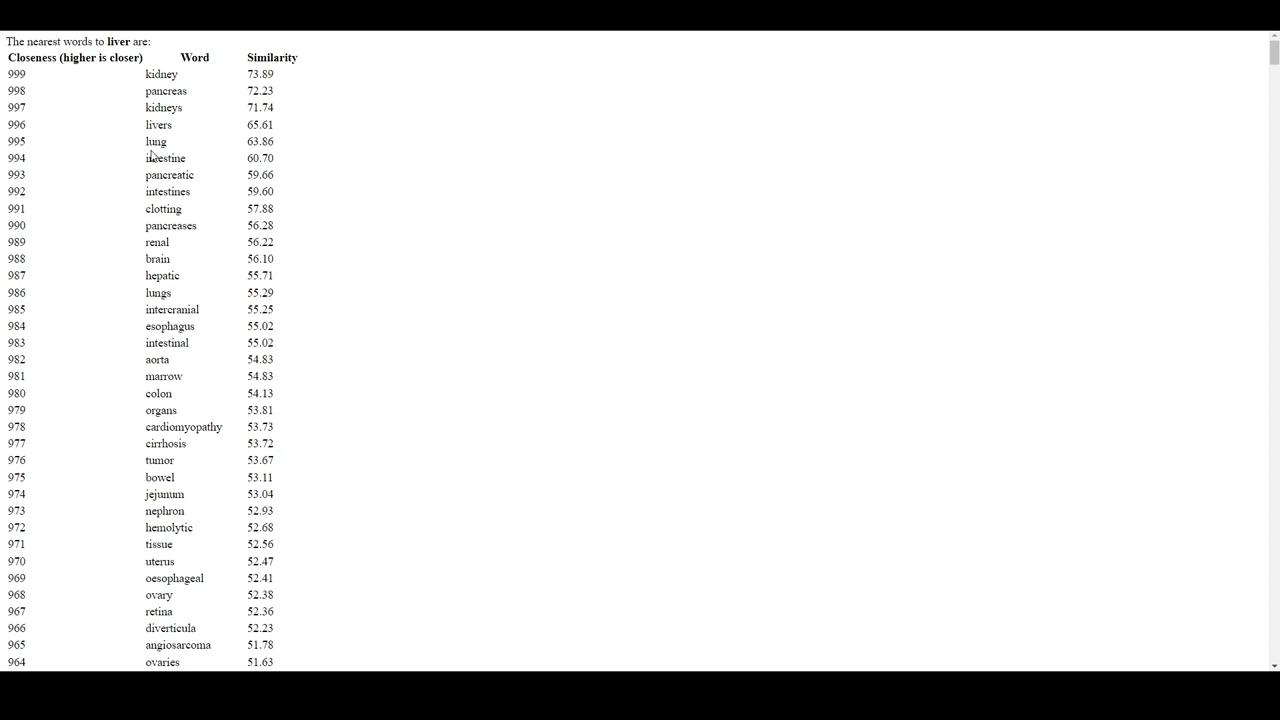 The nearest words to liver are:
Closeness (higher is closer) Word Similarity
999 kidney 73.89
998 pancreas 72.23
997 kidneys 71.74
996 livers 65.61
995 lung 63.86
994 intestine 60.70
993 pancreatic 59.66
992 intestines 59.60
991 clotting 57.88
990 pancreases 56.28
989 renal 56.22
988 brain 56.10
987 hepatic 55.71
986 lungs 55.29
985 intercranial 55.25
984 esophagus 55.02
983 intestinal 55.02
982 aorta 54.83
981 marrow 54.83
980 colon 54.13
979 organs 53.81
978 cardiomyopathy 53.73
977 cirrhosis 53.72
976 tumor 53.67
975 bowel 53.11
974 jejunum 53.04
973 nephron 52.93
972 hemolytic 52.68
971 tissue 52.56
970 uterus 52.47
969 oesophageal 52.41
968 ovary 52.38
967 retina 52.36
966 diverticula 52.23
965 angiosarcoma 51.78
964 ovaries 51.63